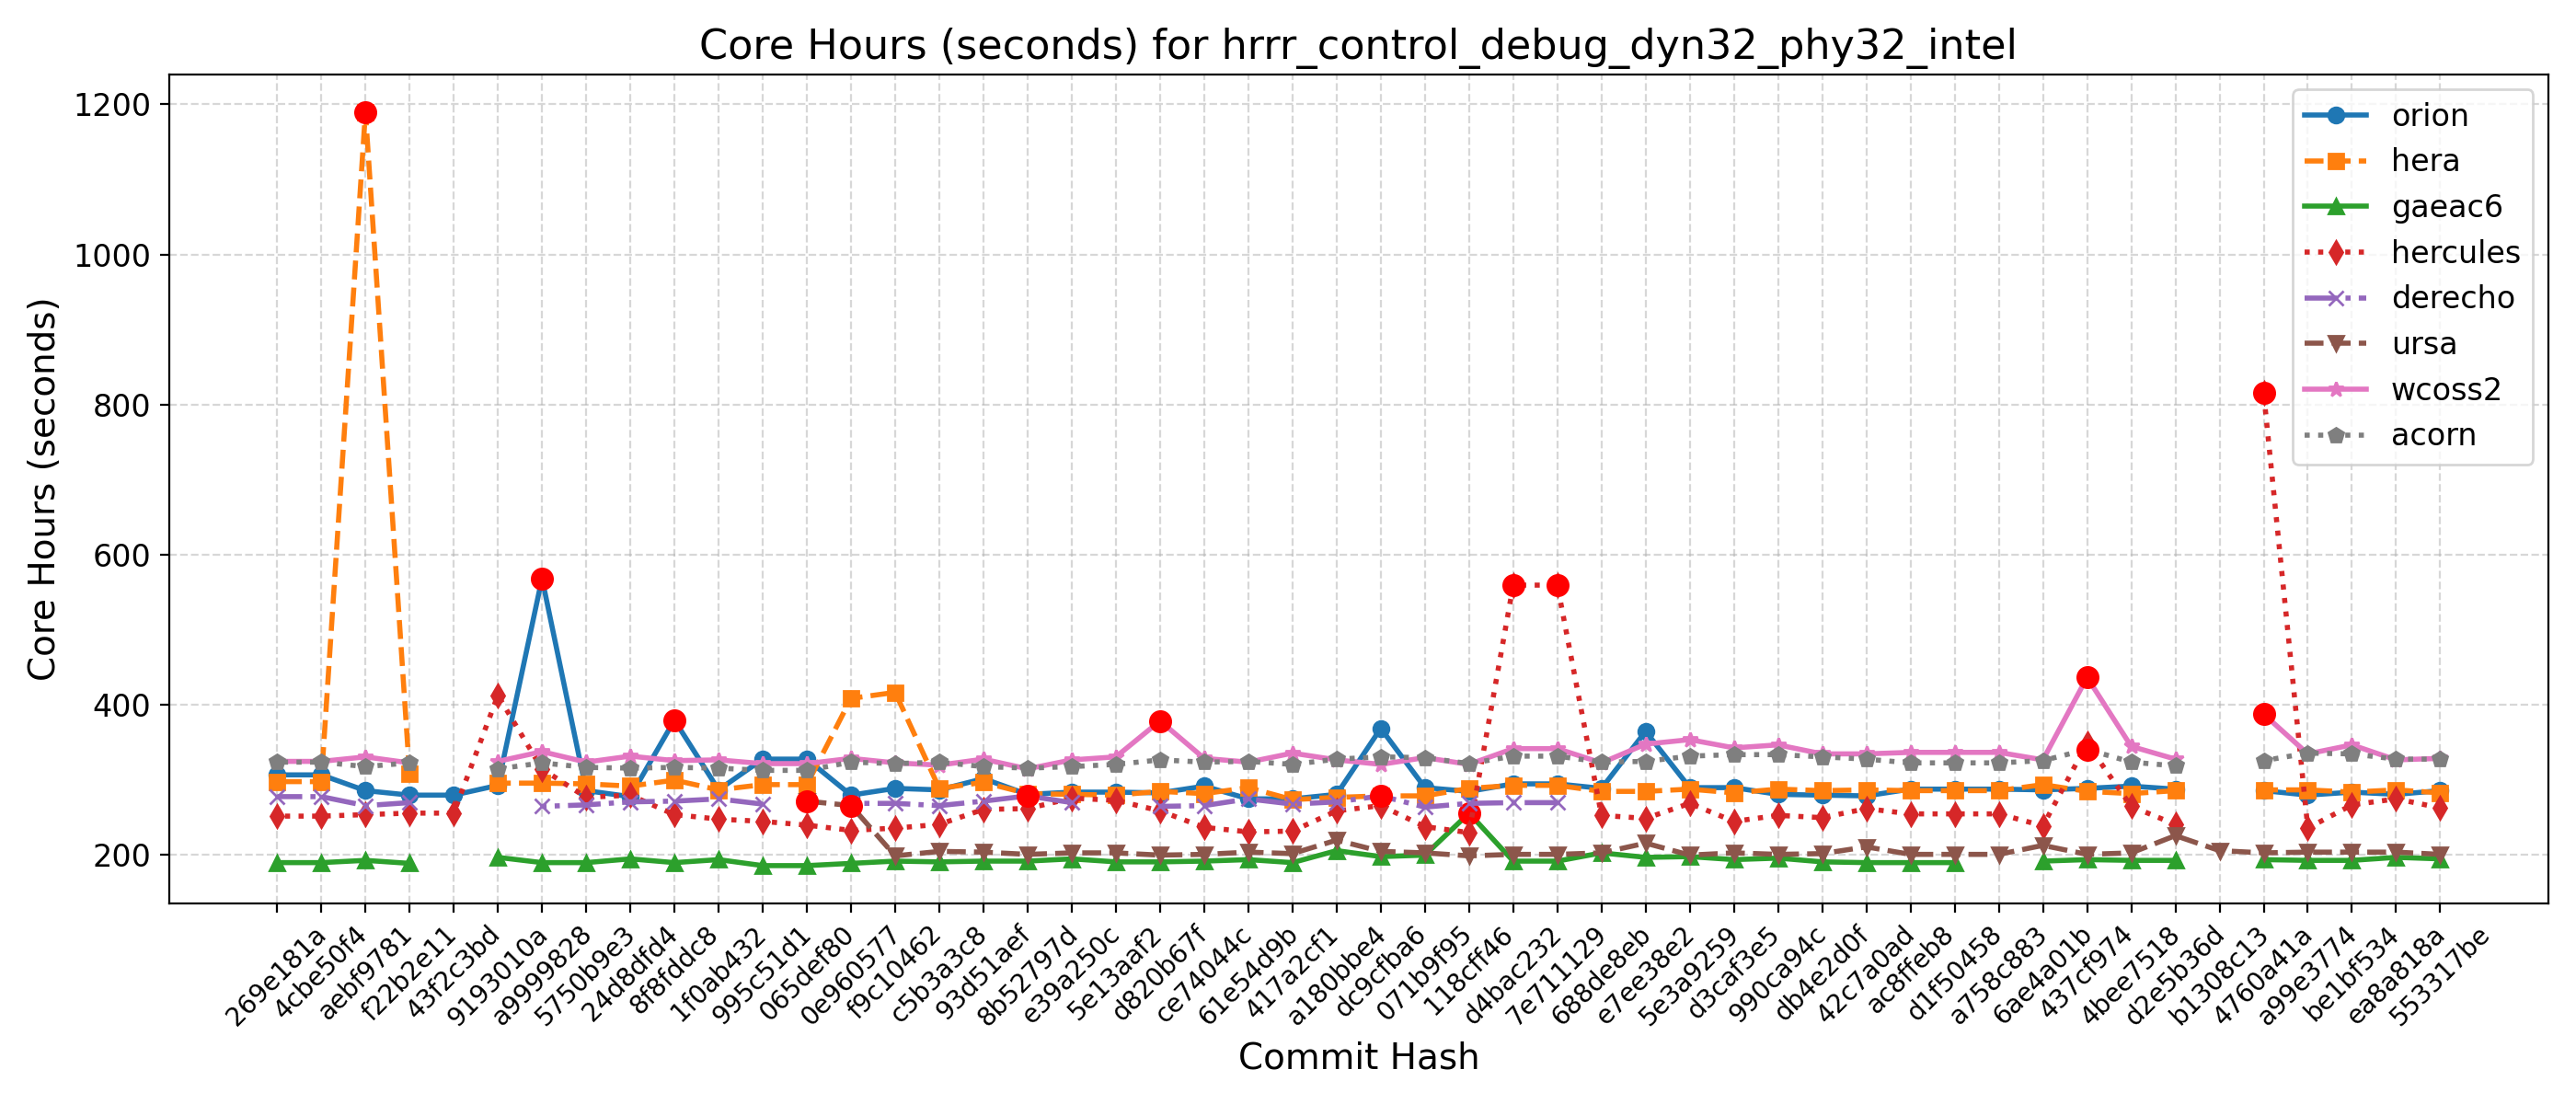 Core Hours (seconds) for hrrr_control_debug_dyn32_phy32_intel
Core Hours (seconds)
1200
1000
800
600
400
200
orion
hera
gaeac6
hercules
derecho
ursa
wcoss2
acorn
269e181a
4cbe50f4
aebf9781
f22b2e11
43f2c3bd
9193010a
a9999828
5750b9e3
24d8dfd4
8f8fddc8
1f0ab432
995c51d1
065def80
0e960577
f9c10462
c5b3a3c8
93d51aef
8b52797d
e39a250c
5e13aaf2
d820b67f
ce74044c
61e54d9b
417a2cf1
a180bbe4
dc9cfba6
071b9f95
118cff46
d4bac232
7e711129
688de8eb
e7ee38e2
5e3a9259
d3caf3e5
990ca94c
db4e2d0f
42c7a0ad
ac8ffeb8
d1f50458
a758c883
6ae4a01b
437cf974
4bee7518
d2e5b36d
b1308c13
4760a41a
a99e3774
be1bf534
ea8a818a
553317be
Commit Hash